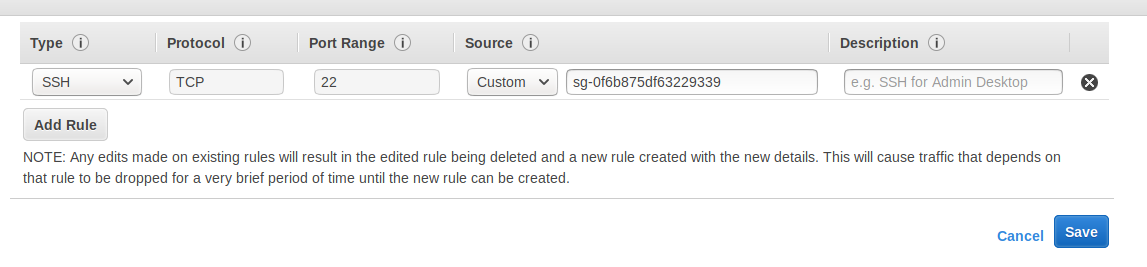 Type Protocol Port Range Source Description
SSH TCP 22 Custom sg-0f6b875df63229339 e.g. SSH for Admin Desktop
Add Rule
NOTE: Any edits made on existing rules will result in the edited rule being deleted and a new rule created with the new details. This will cause traffic that depends on
that rule to be dropped for a very brief period of time until the new rule can be created.
Cancel Save